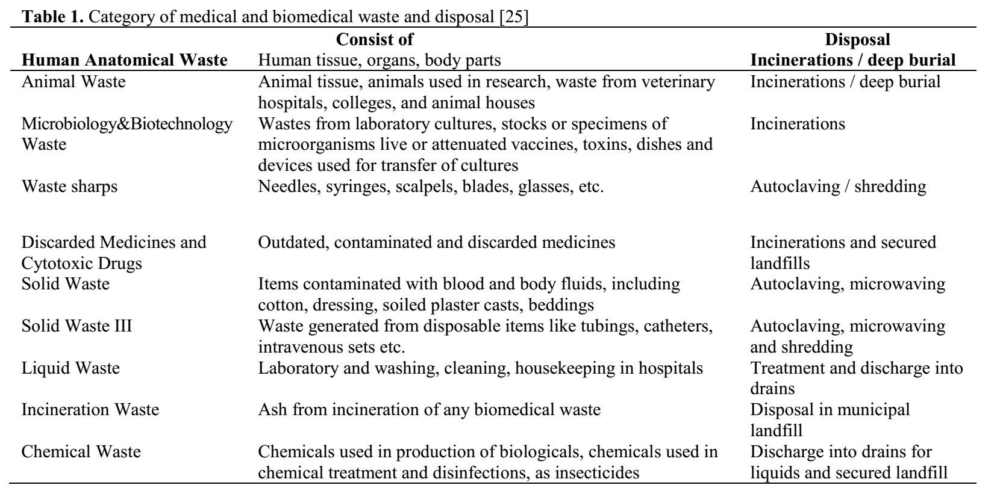 Table 1. Category of medical and biomedical waste and disposal [25]
Consist of Disposal
Human Anatomical Waste Human tissue, organs, body parts Incinerations / deep burial
Animal Waste Animal tissue, animals used in research, waste from veterinary Incinerations / deep burial
hospitals, colleges, and animal houses
Microbiology&Biotechnology Wastes from laboratory cultures, stocks or specimens of Incinerations
Waste microorganisms live or attenuated vaccines, toxins, dishes and
devices used for transfer of cultures
Waste sharps Needles, syringes, scalpels, blades, glasses, etc. Autoclaving / shredding
Discarded Medicines and Outdated, contaminated and discarded medicines Incinerations and secured
Cytotoxic Drugs landfills
Solid Waste Items contaminated with blood and body fluids, including Autoclaving, microwaving
cotton, dressing, soiled plaster casts, beddings
Solid Waste III Waste generated from disposable items like tubings, catheters, Autoclaving, microwaving
intravenous sets etc. and shredding
Liquid Waste Laboratory and washing, cleaning, housekeeping in hospitals Treatment and discharge into
drains
Incineration Waste Ash from incineration of any biomedical waste Disposal in municipal
landfill
Chemical Waste Chemicals used in production of biologicals, chemicals used in Discharge into drains for
chemical treatment and disinfections, as insecticides liquids and secured landfill